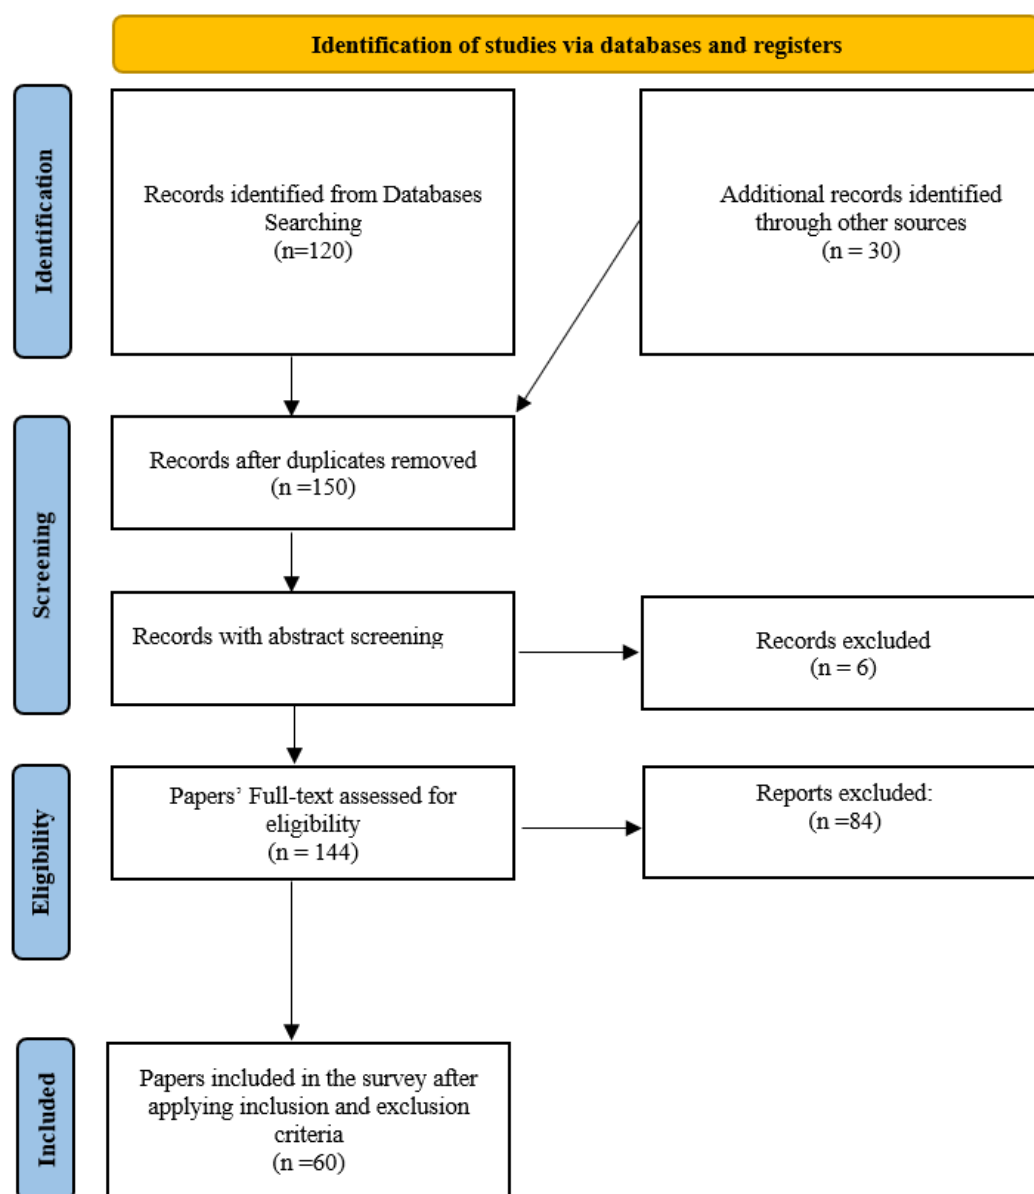 Identification of studies via databases and registers
Identification
Records identified from Databases
Searching
(n=120)
Additional records identified
through other sources
(n = 30)
Screening
Records after duplicates removed
(n =150)
Records with abstract screening
Records excluded
(n = 6)
Eligibility
Papers’ Full-text assessed for
eligibility
(n = 144)
Reports excluded:
(n =84)
Included
Papers included in the survey after
applying inclusion and exclusion
criteria
(n =60)